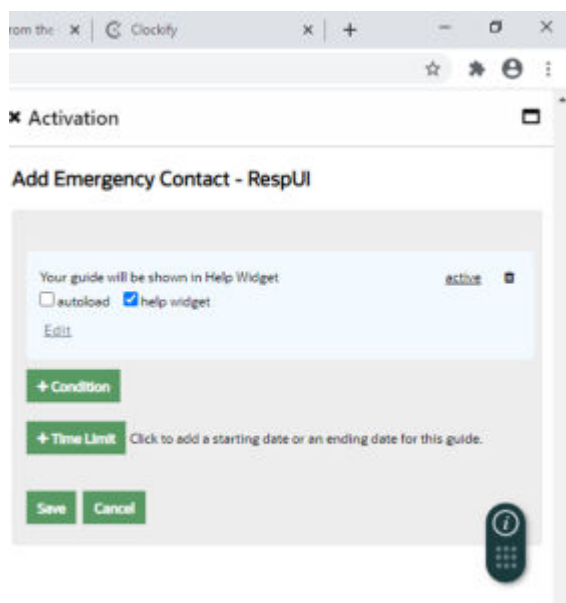 rom the
Clockify
Activation
Add Emergency Contact - RespUI
Your guide will be shown in Help Widget
active
autoload help widget
Edit
+ Condition
+ Time Limit Click to add a starting date or an ending date for this guide.
Save Cancel